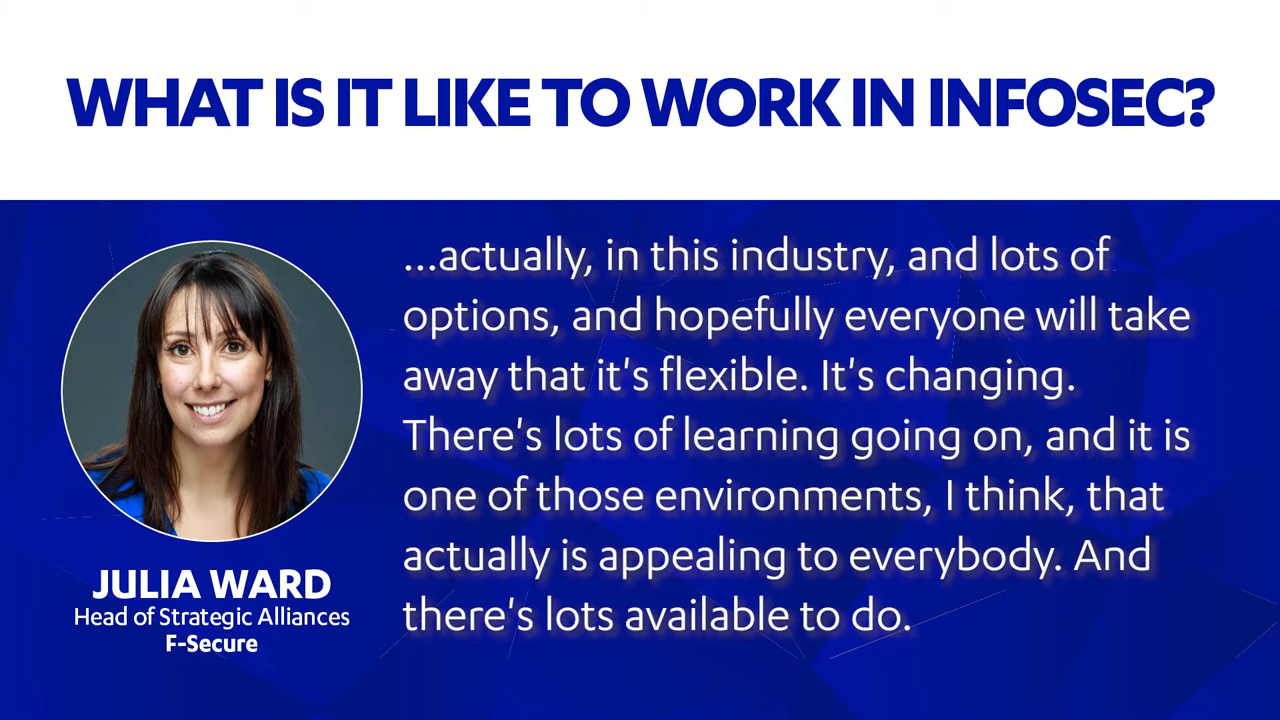 WHAT IS IT LIKE TO WORK IN INFOSEC?
...actually, in this industry, and lots of
options, and hopefully everyone will take
away that it's flexible. It's changing.
There's lots of learning going on, and it is
one of those environments, I think, that
actually is appealing to everybody. And
there's lots available to do.
JULIA WARD
Head of Strategic Alliances
F-Secure